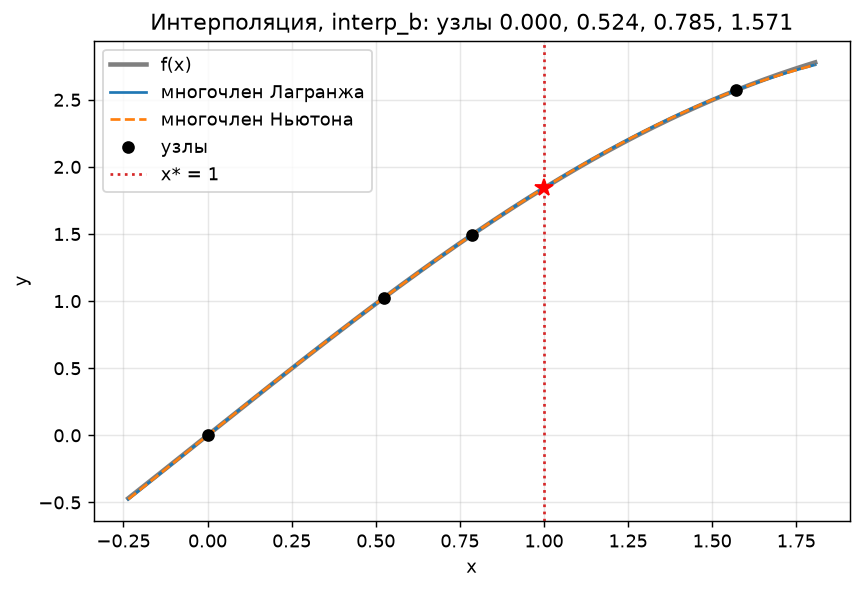 Интерполяция, interp_b: узлы 0.000, 0.524, 0.785, 1.571
f(x)
многочлен Лагранжа
многочлен Ньютона
узлы
x* = 1
2.5
2.0
1.5
1.0
0.5
0.0
−0.5
y
−0.25 0.00 0.25 0.50 0.75 1.00 1.25 1.50 1.75
x